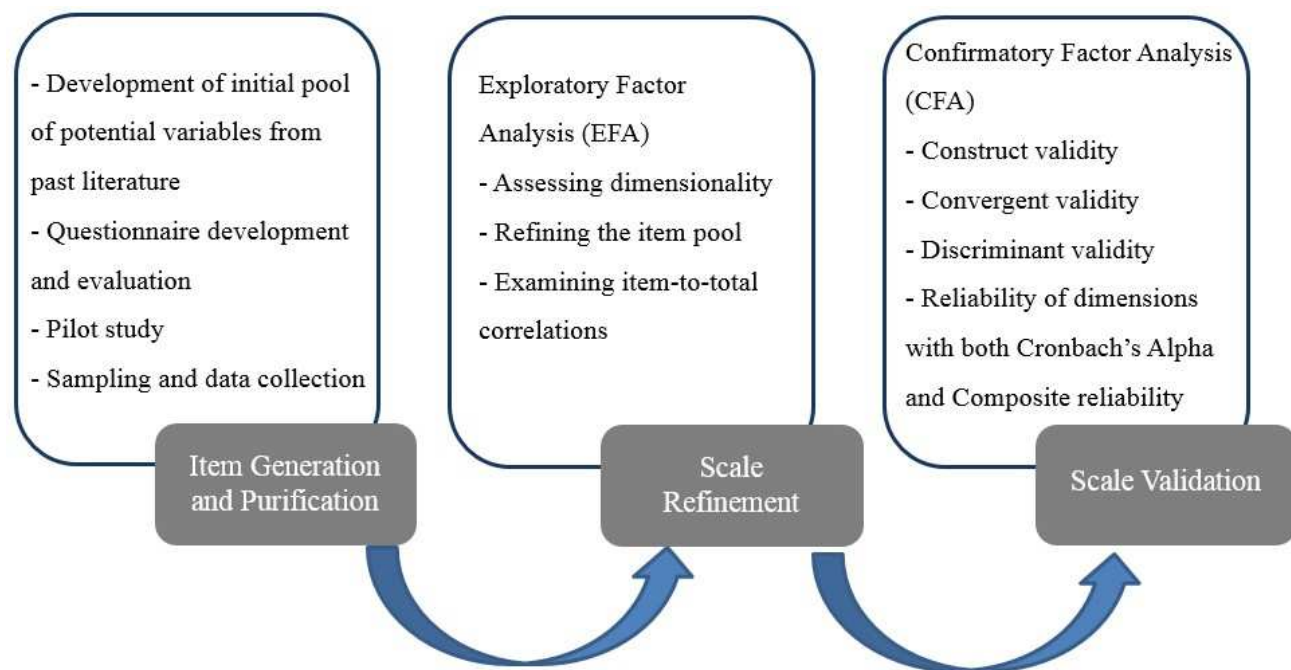 - Development of initial pool
of potential variables from
past literature
- Questionnaire development
and evaluation
- Pilot study
- Sampling and data collection
Item Generation
and Purification
Exploratory Factor
Analysis (EFA)
- Assessing dimensionality
- Refining the item pool
- Examining item-to-total
correlations
Scale
Refinement
Confirmatory Factor Analysis
(CFA)
- Construct validity
- Convergent validity
- Discriminant validity
- Reliability of dimensions
with both Cronbach’s Alpha
and Composite reliability
Scale Validation